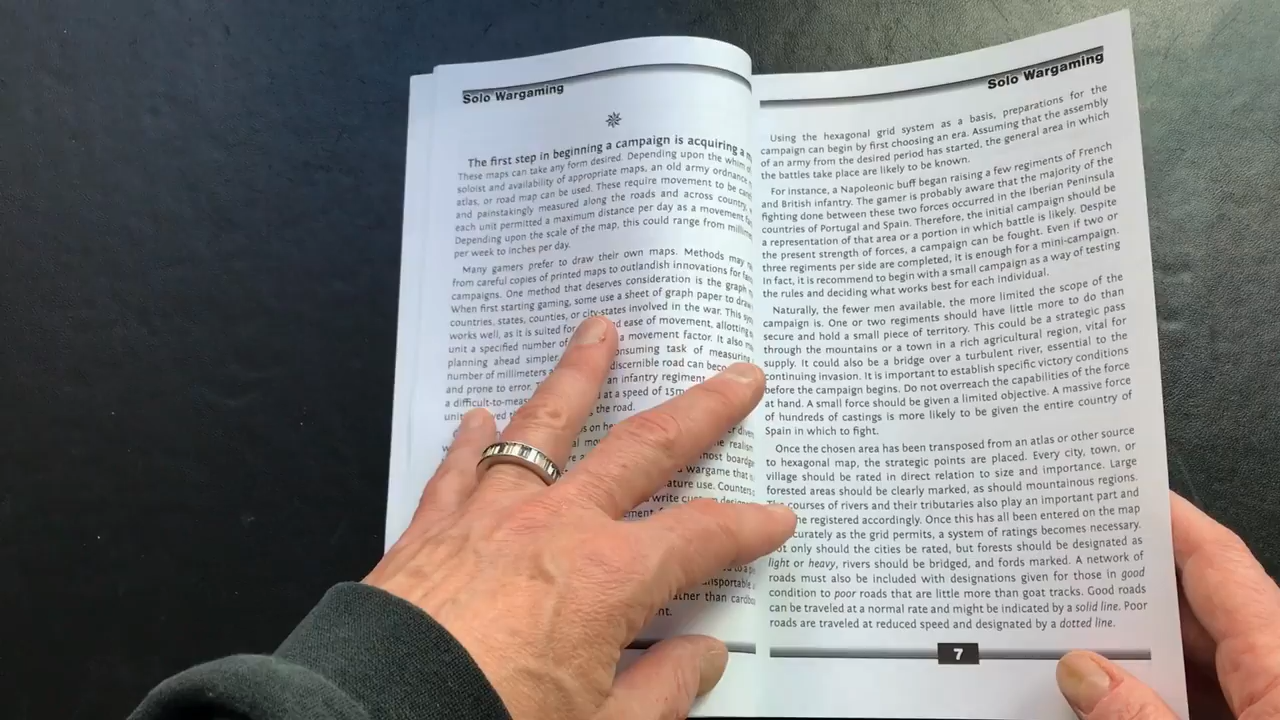 Solo Wargaming
The first step in beginning a campaign is acquiring a
These maps can take any form desired. Depending upon the whim
soloist and availability of appropriate maps, an old army ordnance
atlas, or road map can be used. These require movement to be
and painstakingly measured along the roads and across country,
each unit permitted a maximum distance per day as a movement
Depending upon the scale of the map, this could range from
per week to inches per day.
Many gamers prefer to draw their own maps. Methods may
from careful copies of printed maps to outlandish innovations for
campaigns. One method that deserves consideration is the graph
When first starting gaming, some use a sheet of graph paper to draw
countries, states, counties, or city-states involved in the war. This
works well, as it is suited for ease of movement, allotting
unit a specified number of a movement factor. It also
planning ahead simpler. consuming task of measuring
number of millimeters discernible road can
and prone to error. an infantry regiment
a at a speed of
the road.
on
realism
most
wargame that
use. Counters
write
rather than
Solo Wargaming
Using the hexagonal grid system as a basis, preparations for the
campaign can begin by first choosing an era. Assuming that the assembly
of an army from the desired period has started, the general area in which
the battles take place are likely to be known.
For instance, a Napoleonic buff began raising a few regiments of French
and British infantry. The gamer is probably aware that the majority of the
fighting done between these two forces occurred in the Iberian Peninsula
countries of Portugal and Spain. Therefore, the initial campaign should be
a representation of that area or a portion in which battle is likely. Despite
the present strength of forces, a campaign can be fought. Even if two or
three regiments per side are completed, it is enough for a mini-campaign.
In fact, it is recommend to begin with a small campaign as a way of testing
the rules and deciding what works best for each individual.
Naturally, the fewer men available, the more limited the scope of the
campaign is. One or two regiments should have little more to do than
secure and hold a small piece of territory. This could be a strategic pass
through the mountains or a town in a rich agricultural region, vital for
supply. It could also be a bridge over a turbulent river, essential to the
continuing invasion. It is important to establish specific victory conditions
before the campaign begins. Do not overreach the capabilities of the force
at hand. A small force should be given a limited objective. A massive force
of hundreds of castings is more likely to be given the entire country of
Spain in which to fight.
Once the chosen area has been transposed from an atlas or other source
to hexagonal map, the strategic points are placed. Every city, town, or
village should be rated in direct relation to size and importance. Large
forested areas should be clearly marked, as should mountainous regions.
The courses of rivers and their tributaries also play an important part and
registered accordingly. Once this has all been entered on the map
as the grid permits, a system of ratings becomes necessary.
only should the cities be rated, but forests should be designated as
light or heavy, rivers should be bridged, and fords marked. A network of
roads must also be included with designations given for those in good
condition to poor roads that are little more than goat tracks. Good roads
can be traveled at a normal rate and might be indicated by a solid line. Poor
roads are traveled at reduced speed and designated by a dotted line.
7